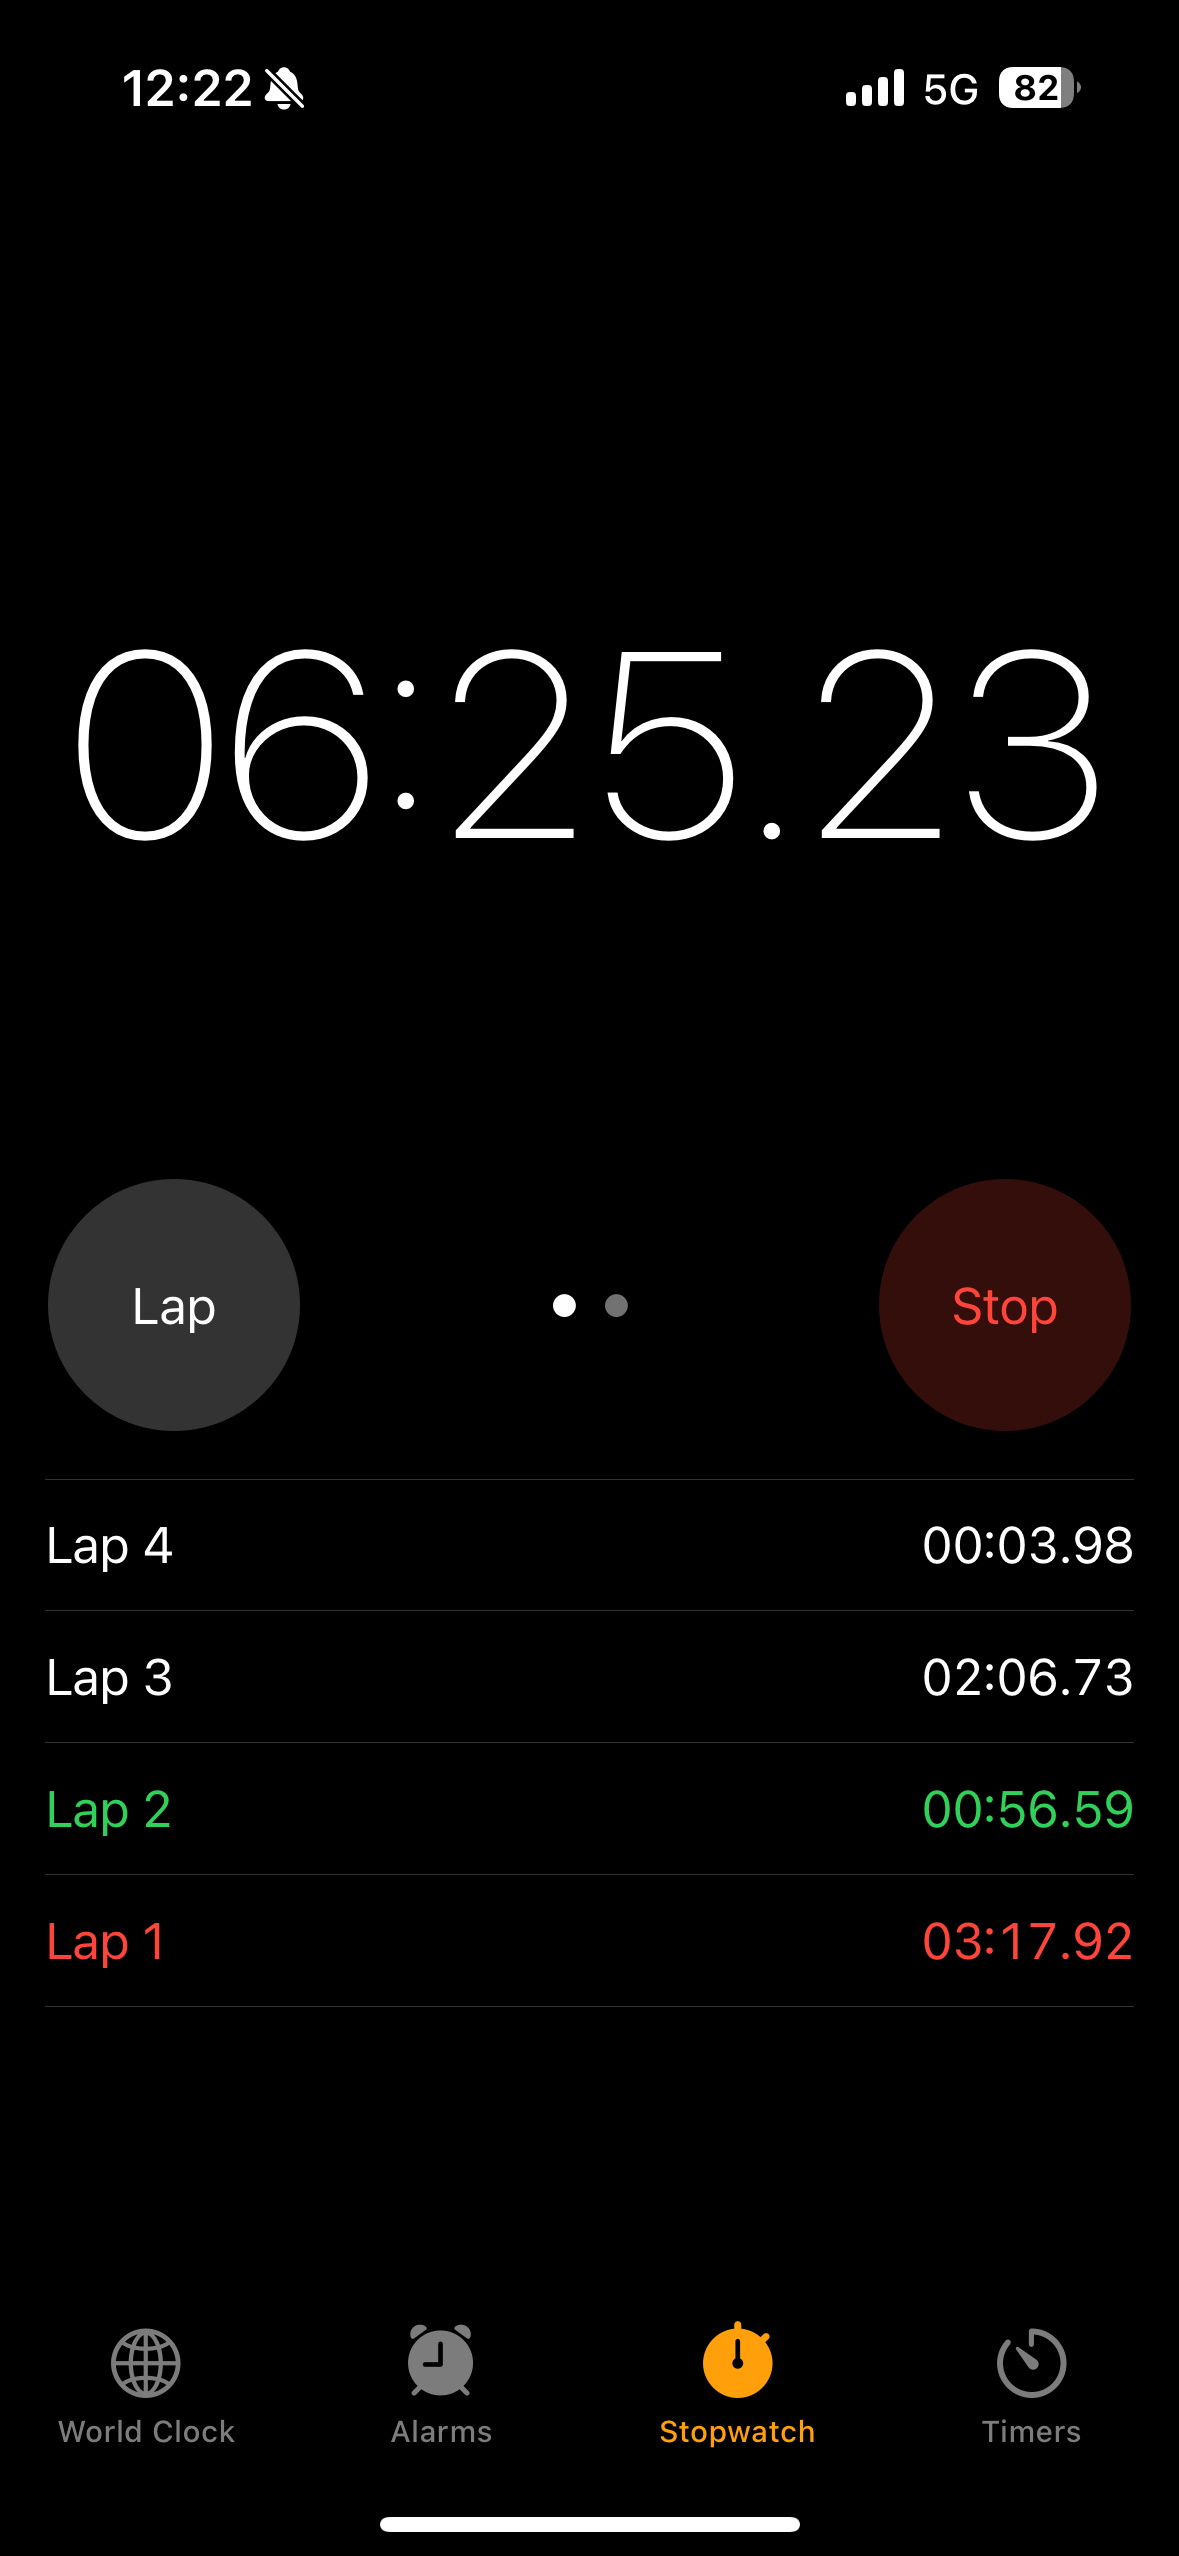 12:22 5G 82
06:25.23
Lap Stop
Lap 4 00:03.98
Lap 3 02:06.73
Lap 2 00:56.59
Lap 1 03:17.92
World Clock Alarms Stopwatch Timers